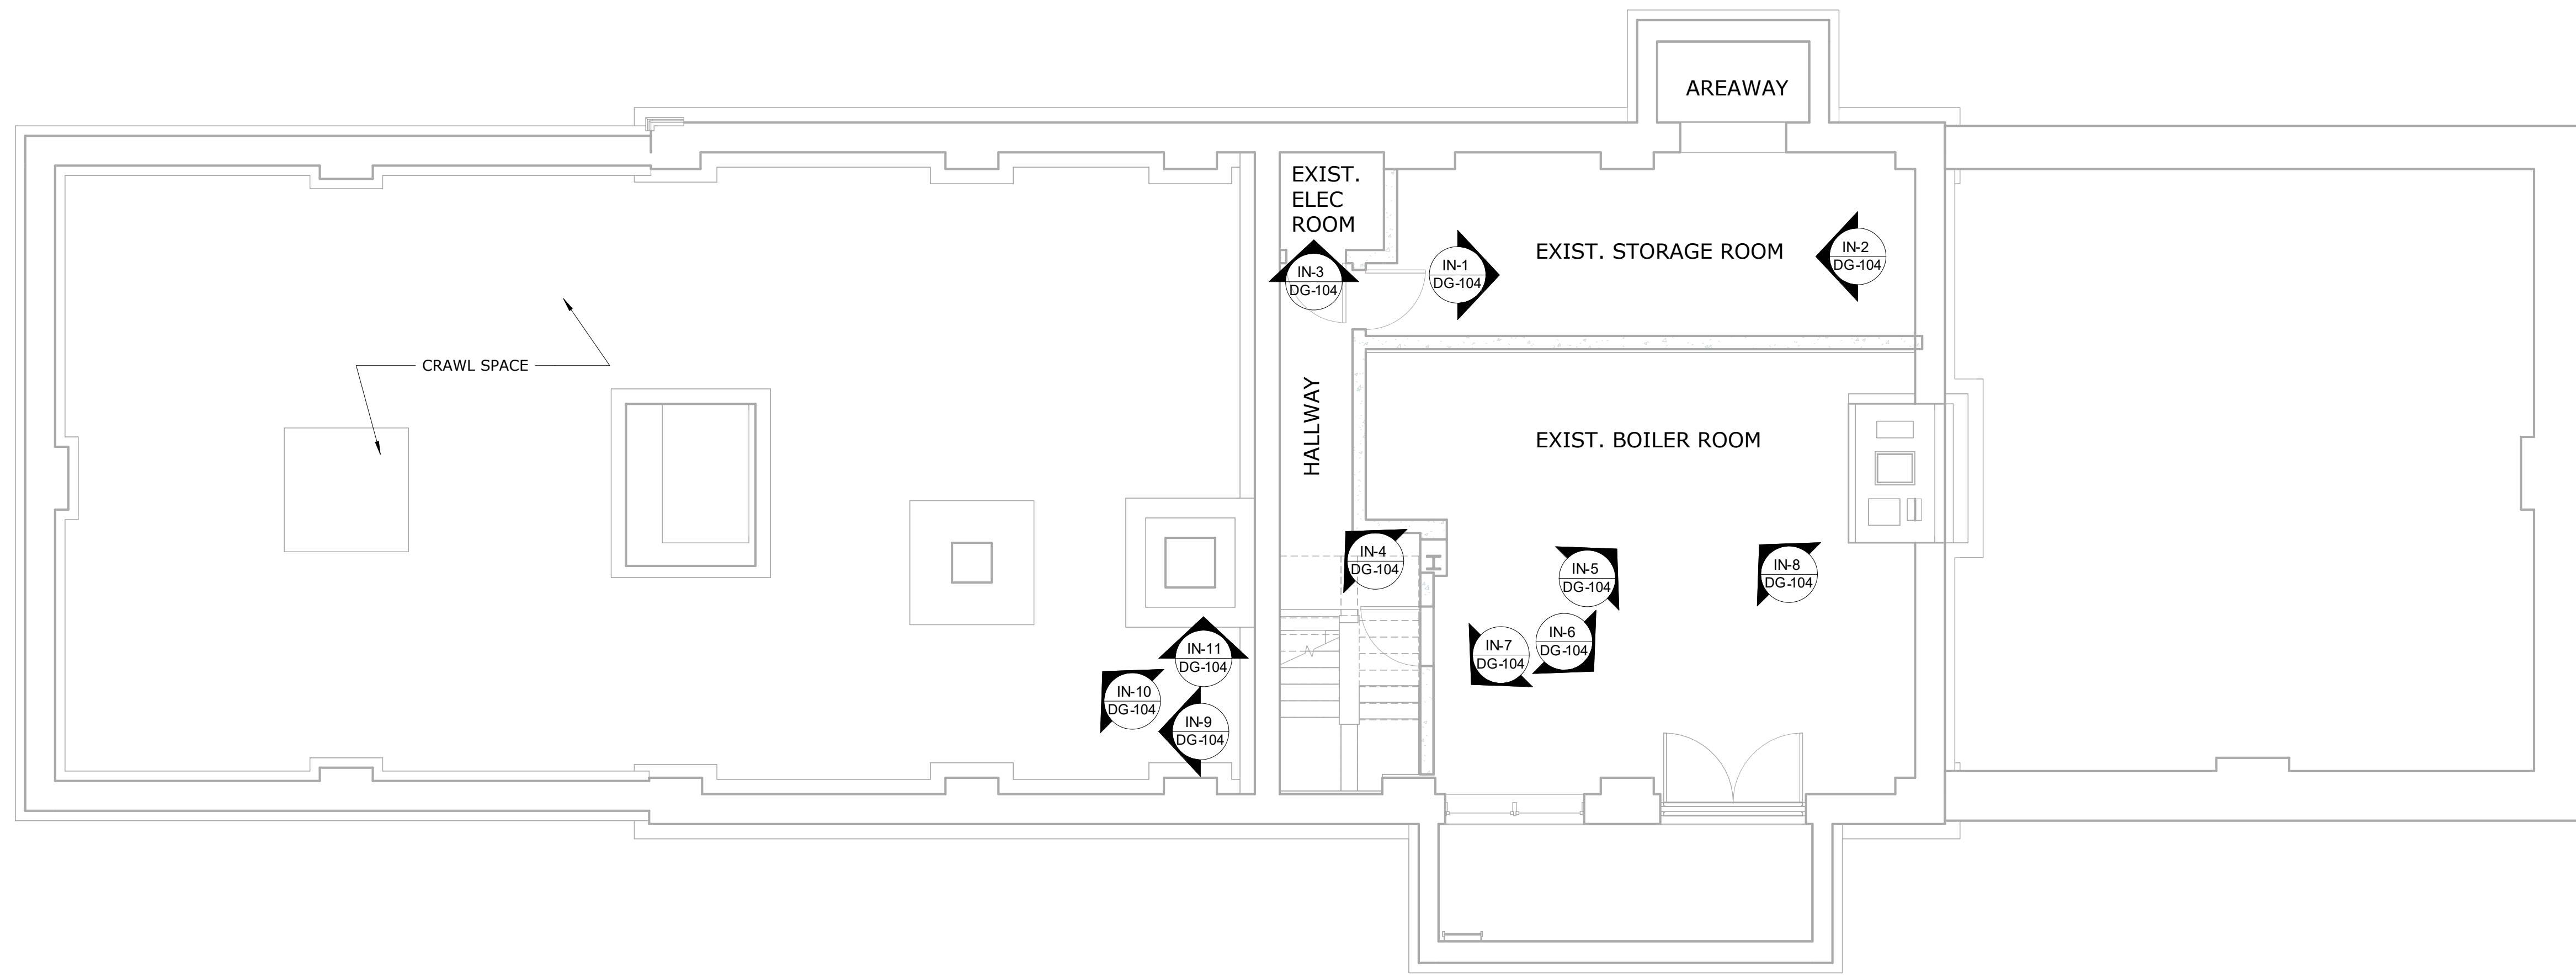 AREAWAY
EXIST.
ELEC
ROOM
EXIST. STORAGE ROOM
IN-2
DG-104
IN-1
DG-104
IN-3
DG-104
CRAWL SPACE
HALLWAY
EXIST. BOILER ROOM
IN-4
DG-104
IN-5
DG-104
IN-8
DG-104
IN-6
DG-104
IN-7
DG-104
IN-11
DG-104
IN-10
DG-104
IN-9
DG-104